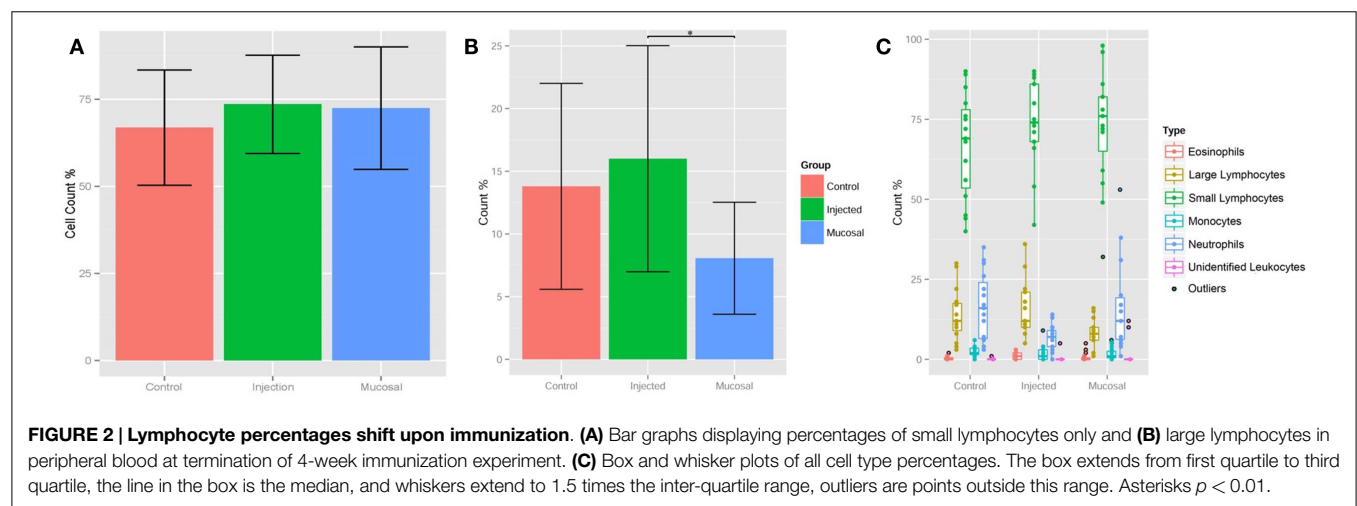 A
Cell Count %
75
50
25
0
Control
Injection
Mucosal
B
*
Count %
25
20
15
10
5
0
Control
Injected
Mucosal
Group
Control
Injected
Mucosal
C
Count %
100
75
50
25
0
Control
Injected
Mucosal
Type
Eosinophils
Large Lymphocytes
Small Lymphocytes
Monocytes
Neutrophils
Unidentified Leukocytes
Outliers
FIGURE 2 | Lymphocyte percentages shift upon immunization. (A) Bar graphs displaying percentages of small lymphocytes only and (B) large lymphocytes in
peripheral blood at termination of 4-week immunization experiment. (C) Box and whisker plots of all cell type percentages. The box extends from first quartile to third
quartile, the line in the box is the median, and whiskers extend to 1.5 times the inter-quartile range, outliers are points outside this range. Asterisks p < 0.01.